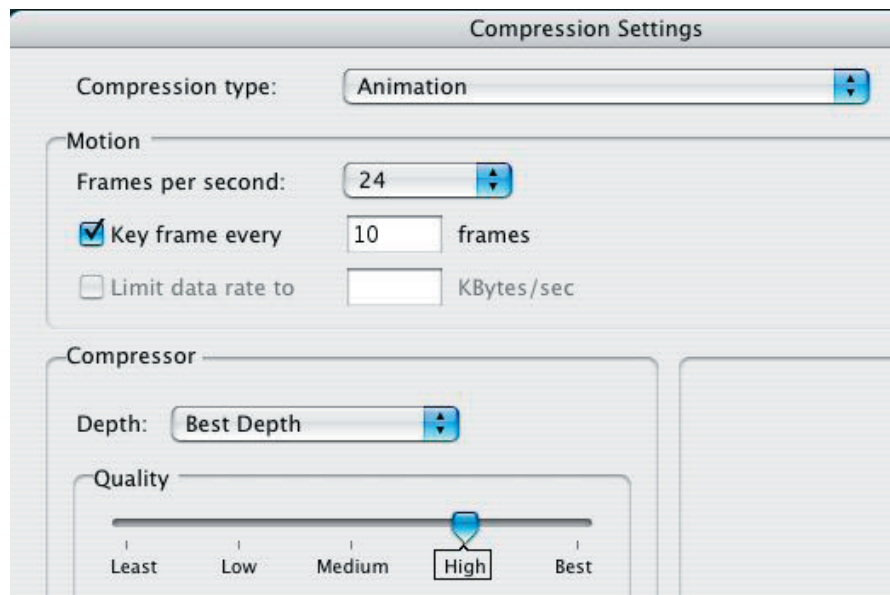 Compression Settings
Compression type: Animation
Motion
Frames per second: 24
Key frame every 10 frames
Limit data rate to KBytes/sec
Compressor
Depth: Best Depth
Quality
Least Low Medium High Best